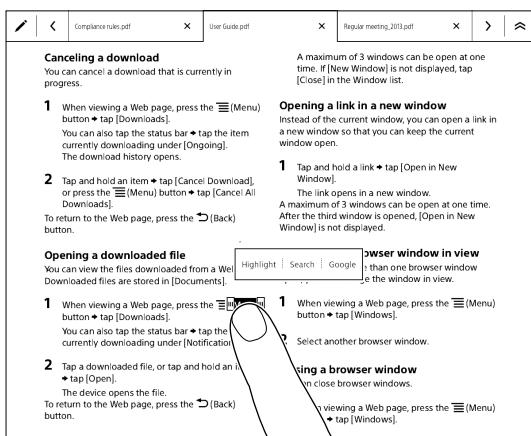 Compliance rules.pdf
User Guide.pdf
Regular meeting_2013.pdf
Canceling a download
You can cancel a download that is currently in
progress.
1 When viewing a Web page, press the (Menu)
button → tap [Downloads].
You can also tap the status bar → tap the item
currently downloading under [Ongoing].
The download history opens.
2 Tap and hold an item → tap [Cancel Download],
or press the (Menu) button → tap [Cancel All
Downloads].
To return to the Web page, press the (Back)
button.
Opening a downloaded file
You can view the files downloaded from a
Downloaded files are stored in [Documents].
1 When viewing a Web page, press the
button → tap [Downloads].
You can also tap the status bar → tap the
currently downloading under
2 Tap a downloaded file, or tap and hold an
→ tap [Open].
The device opens the file.
To return to the Web page, press the (Back)
button.
A maximum of 3 windows can be open at one
time. If [New Window] is not displayed, tap
[Close] in the Window list.
Opening a link in a new window
Instead of the current window, you can open a link in
a new window so that you can keep the current
window open.
1 Tap and hold a link → tap [Open in New
Window].
The link opens in a new window.
A maximum of 3 windows can be open at one time.
After the third window is opened, [Open in New
Window] is not displayed.
window in view
than one browser window
the window in view.
Highlight Search Google
1 When viewing a Web page, press the (Menu)
button → tap [Windows].
Select another browser window.
a browser window
close browser windows.
viewing a Web page, press the (Menu)
→ tap [Windows].